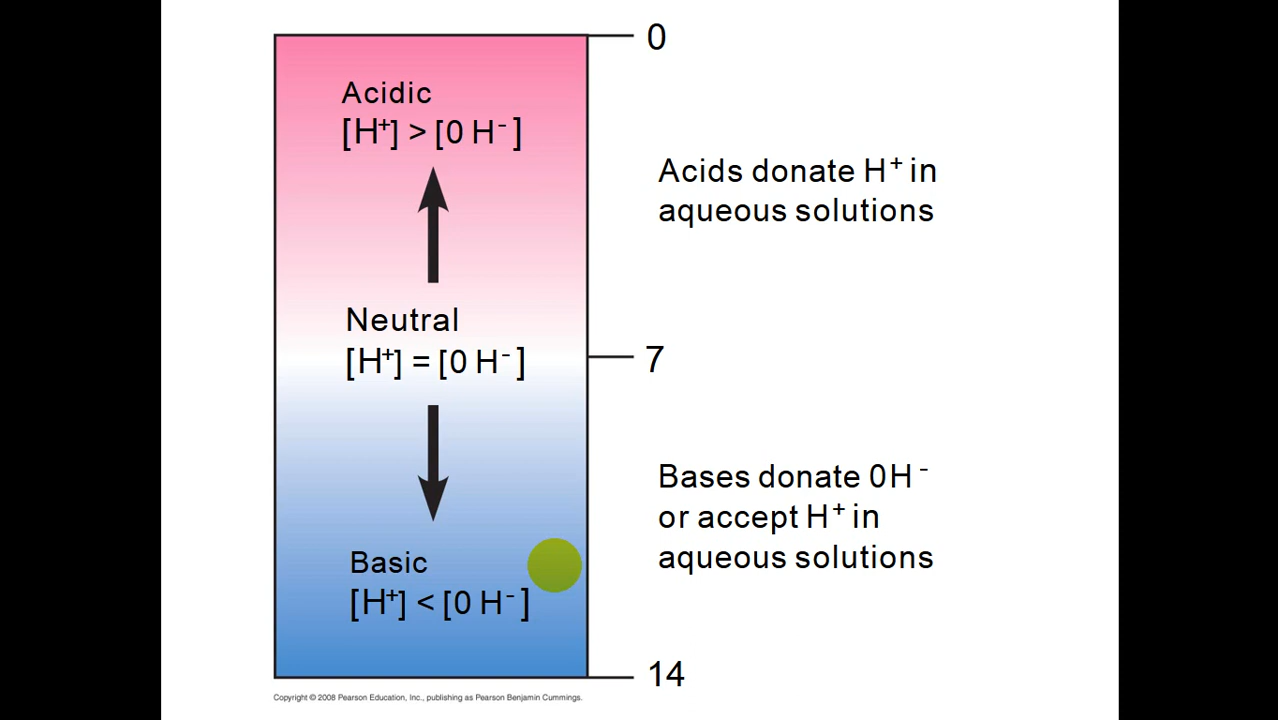 0
Acidic
[H⁺] > [0 H⁻]
Acids donate H⁺ in
aqueous solutions
Neutral
[H⁺] = [0 H⁻]
7
Bases donate 0H⁻
or accept H⁺ in
aqueous solutions
Basic
[H⁺] < [0 H⁻]
14
Copyright © 2008 Pearson Education, Inc., publishing as Pearson Benjamin Cummings.